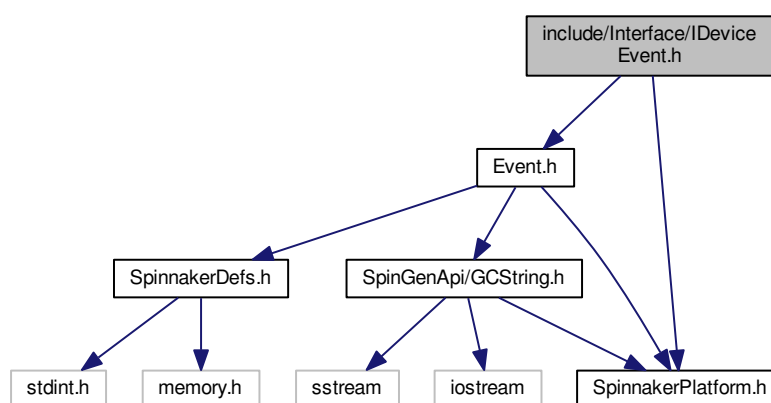 include/Interface/IDevice
Event.h
Event.h
SpinnakerDefs.h
SpinGenApi/GCString.h
stdint.h
memory.h
sstream
iostream
SpinnakerPlatform.h